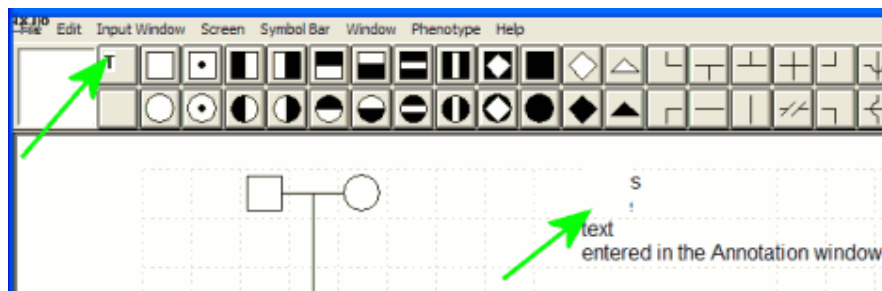 File Edit Input Window Screen Symbol Bar Window Phenotype Help
T
S
text
entered in the Annotation window